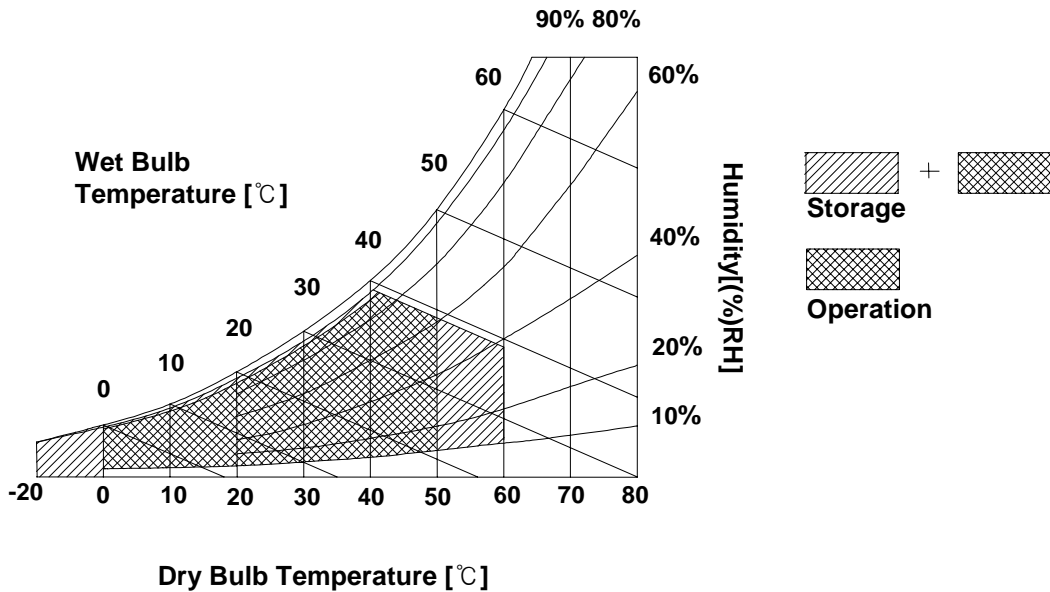 90% 80%
60
60%
50
Wet Bulb
Temperature [℃]
Humidity[(%)RH]
+
Storage
40
40%
30
Operation
20
20%
10
10%
0
-20 0 10 20 30 40 50 60 70 80
Dry Bulb Temperature [℃]